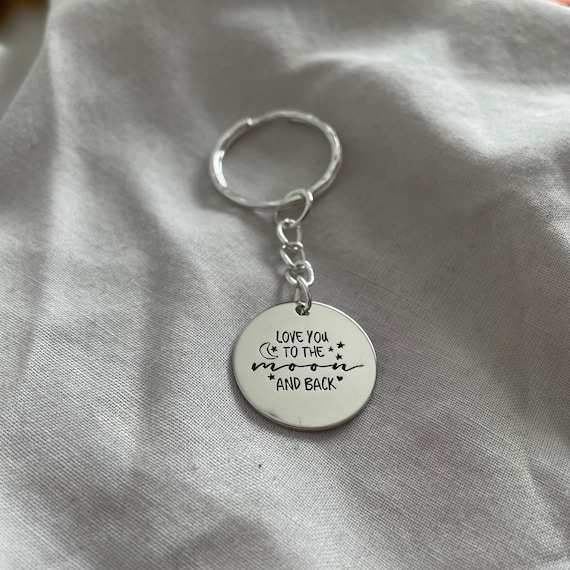 LOVE YOU
TO THE
moon
AND BACK